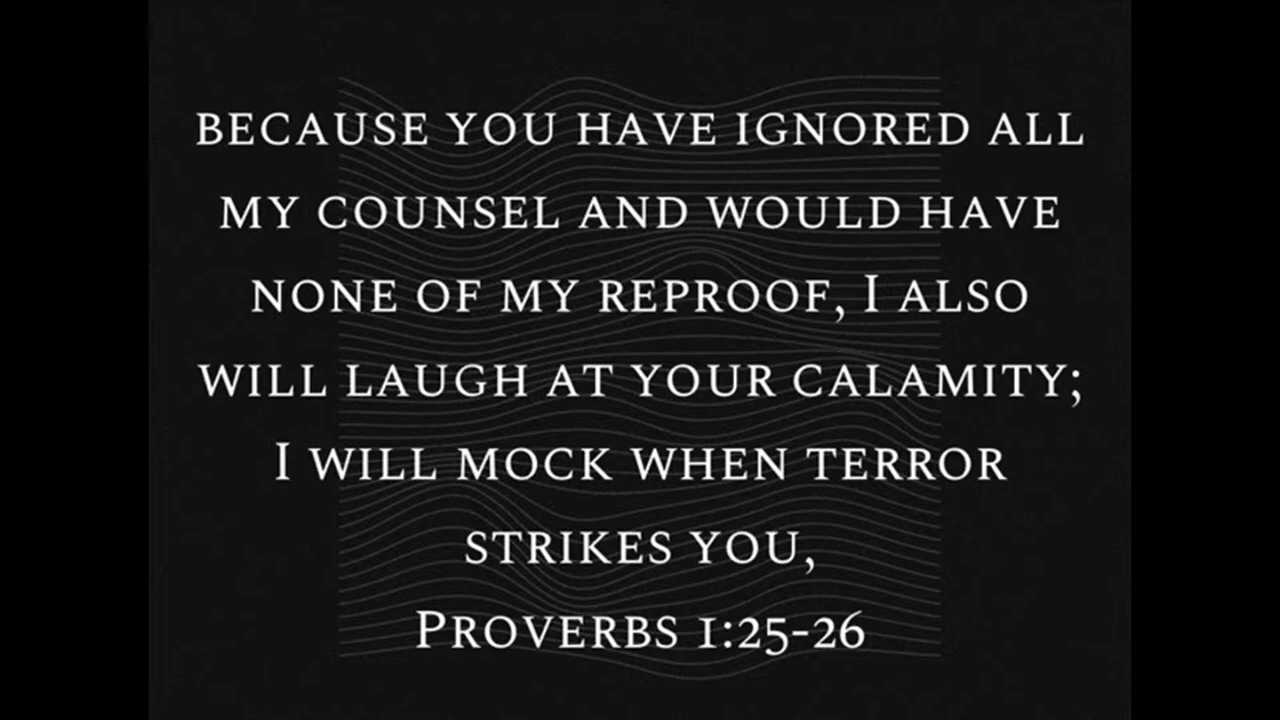 BECAUSE YOU HAVE IGNORED ALL
MY COUNSEL AND WOULD HAVE
NONE OF MY REPROOF, I ALSO
WILL LAUGH AT YOUR CALAMITY;
I WILL MOCK WHEN TERROR
STRIKES YOU,
PROVERBS 1:25-26